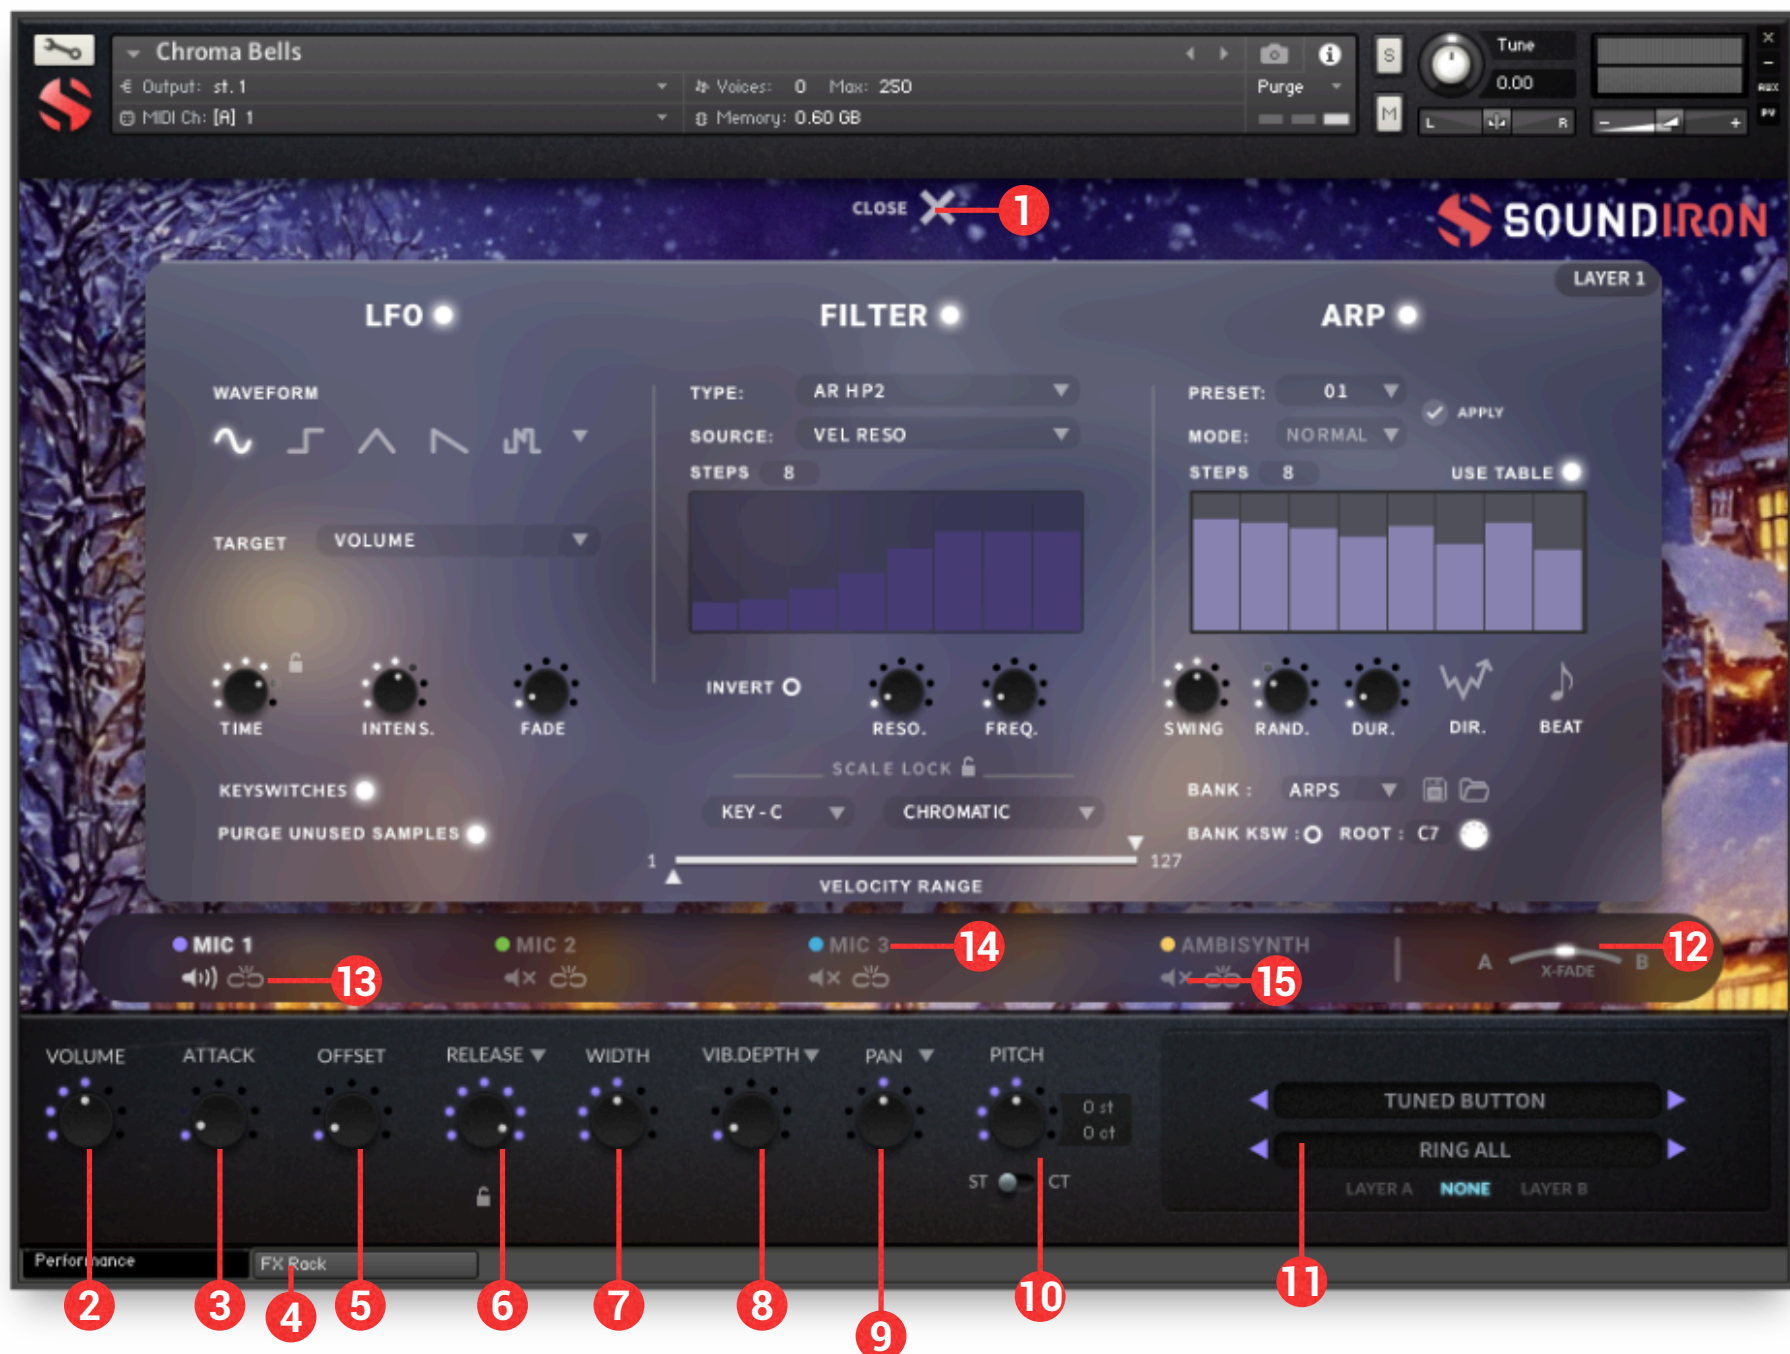 Chroma Bells
Output: st. 1
Voices: 0 Max: 250
Purge
MIDI Ch: [A] 1
Memory: 0.60 GB
S
M
Tune
0.00
L R
- +
×
-
AUX
PV
CLOSE
1
SOUNDIRON
LAYER 1
LFO
FILTER
ARP
WAVEFORM
TYPE: AR HP2
PRESET: 01
APPLY
SOURCE: VEL RESO
MODE: NORMAL
STEPS 8
STEPS 8
USE TABLE
TARGET VOLUME
TIME INTENS. FADE
INVERT
RESO. FREQ.
SWING RAND. DUR. DIR. BEAT
SCALE LOCK
KEYSWITCHES
KEY - C
CHROMATIC
BANK : ARPS
PURGE UNUSED SAMPLES
BANK KSW : ROOT : C7
1 127
VELOCITY RANGE
MIC 1 MIC 2 MIC 3 14 AMBISYNTH
A X-FADE B 12
13 15
VOLUME ATTACK OFFSET RELEASE WIDTH VIB.DEPTH PAN PITCH
0 st
0 ct
ST CT
TUNED BUTTON
RING ALL
LAYER A NONE LAYER B
Performance
FX Rack
2 3 4 5 6 7 8 9 10 11